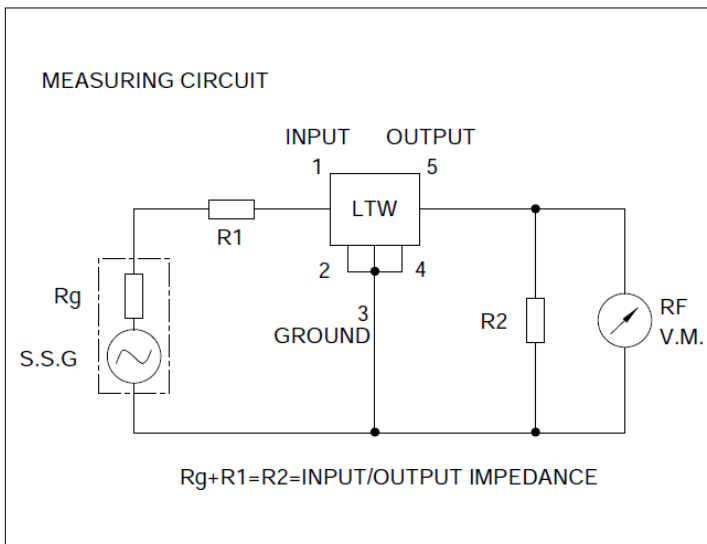 MEASURING CIRCUIT
INPUT OUTPUT
1 5
LTW
R1
2 4
Rg
3
GROUND
R2
RF
V.M.
S.S.G
Rg+R1=R2=INPUT/OUTPUT IMPEDANCE